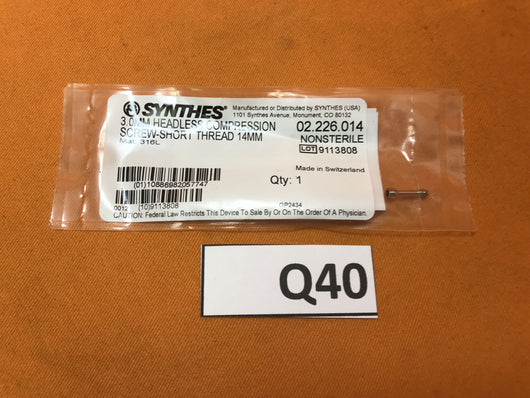 SYNTHES®
Manufactured or Distributed by SYNTHES (USA)
1101 Synthes Avenue, Monument, CO 80132
3.0MM HEADLESS COMPRESSION
SCREW-SHORT THREAD 14MM
Mat. 316L
02.226.014
NONSTERILE
LOT 9113808
Made in Switzerland
Qty: 1
(01)10886982057747
GP2434
0012 (10)9113808
CAUTION: Federal Law Restricts This Device To Sale By Or On The Order Of A Physician.
Q40